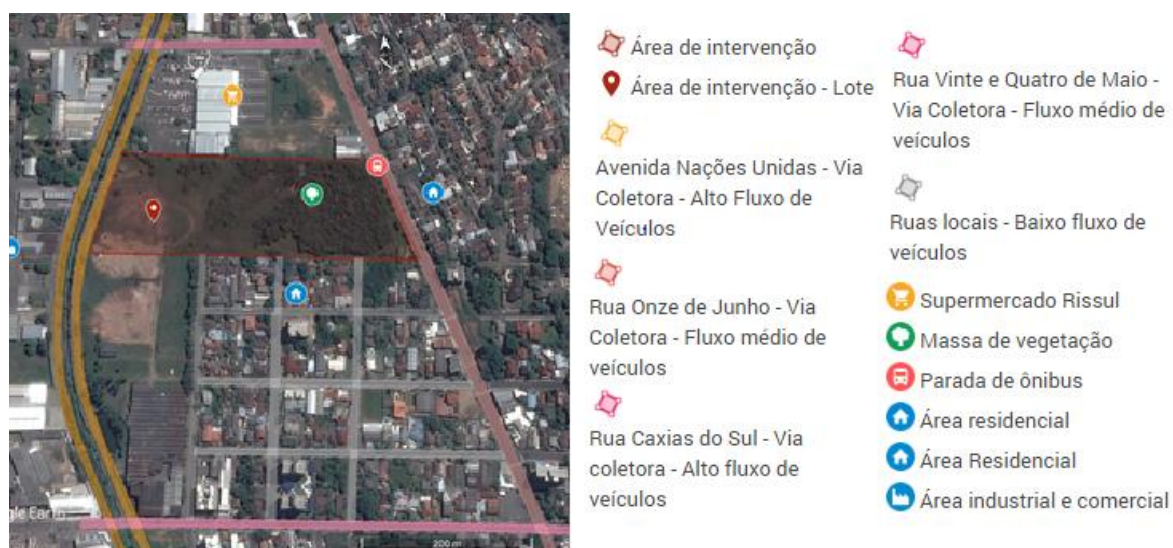 Área de intervenção
Área de intervenção - Lote
Avenida Nações Unidas - Via
Coletora - Alto Fluxo de
Veículos
Rua Onze de Junho - Via
Coletora - Fluxo médio de
veículos
Rua Caxias do Sul - Via
coletora - Alto fluxo de
veículos
Rua Vinte e Quatro de Maio -
Via Coletora - Fluxo médio de
veículos
Ruas locais - Baixo fluxo de
veículos
Supermercado Rissul
Massa de vegetação
Parada de ônibus
Área residencial
Área Residencial
Área industrial e comercial
gle Earth
200 m